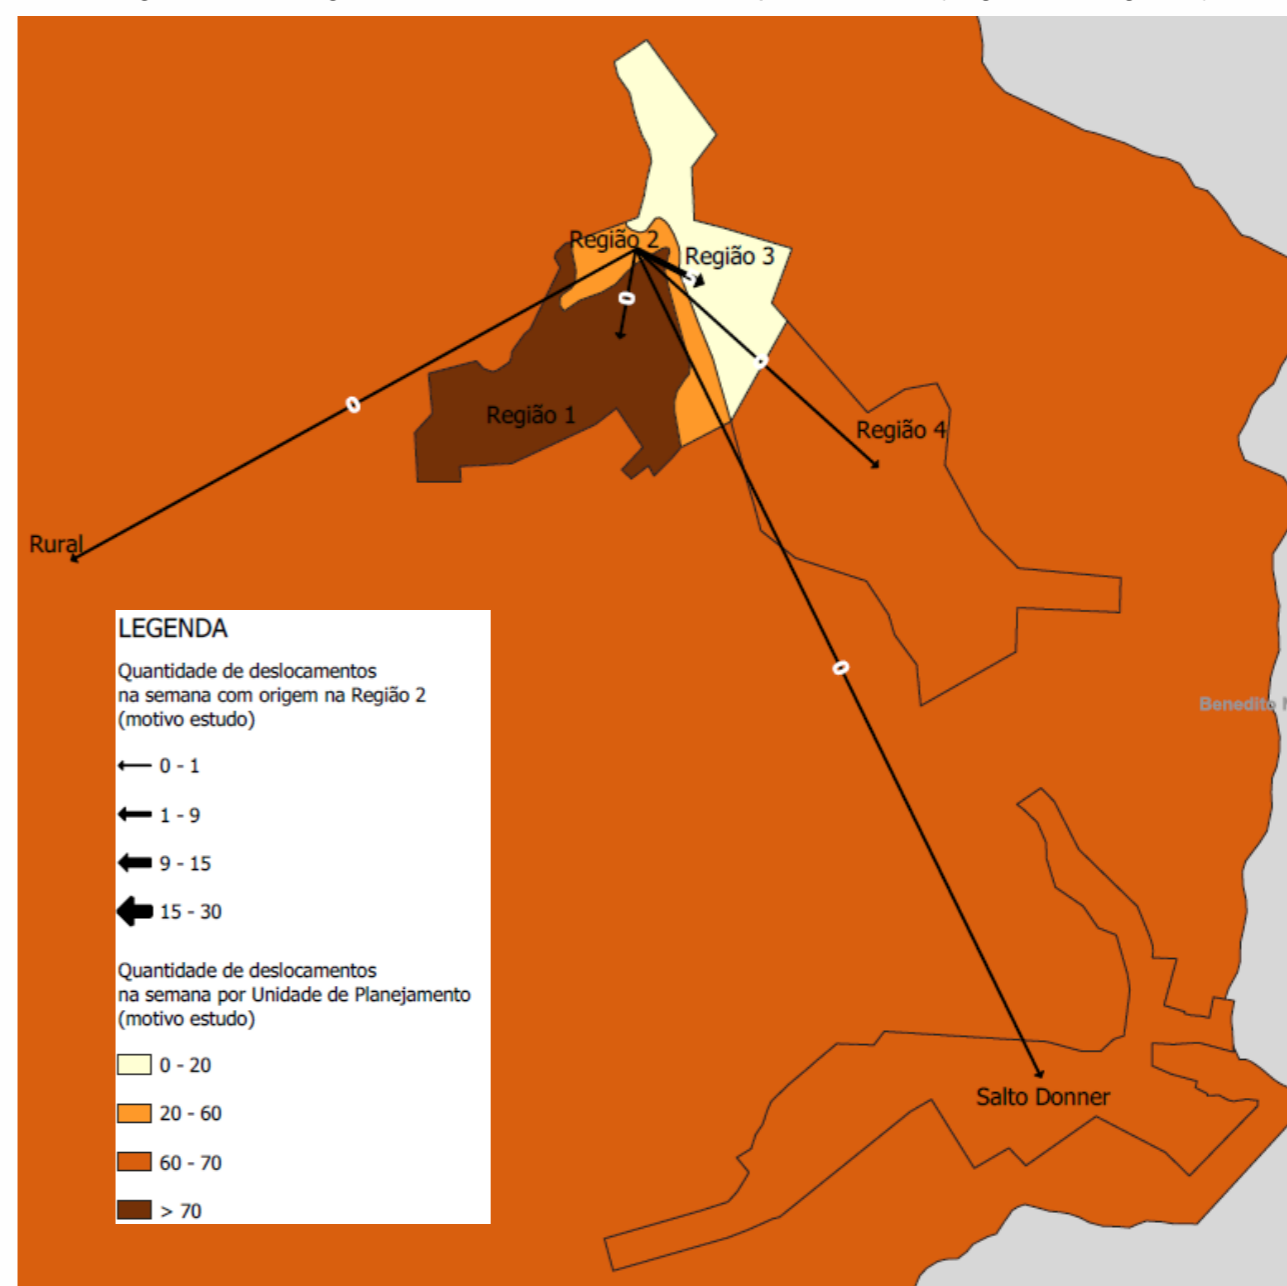 Região 2
Região 3
0
Região 1
0
Região 4
Rural
0
LEGENDA
Quantidade de deslocamentos
na semana com origem na Região 2
(motivo estudo)
0 - 1
1 - 9
9 - 15
15 - 30
Quantidade de deslocamentos
na semana por Unidade de Planejamento
(motivo estudo)
0 - 20
20 - 60
60 - 70
> 70
Salto Donner